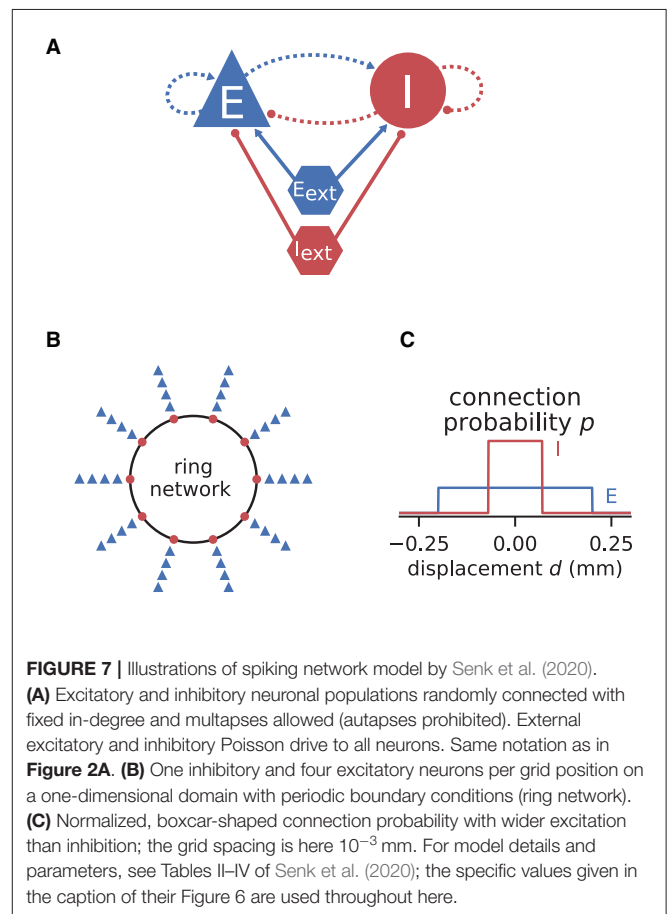 A
E
I
E_ext
I_ext
B
C
ring
network
connection
probability p
I
E
−0.25 0.00 0.25
displacement d (mm)
FIGURE 7 | Illustrations of spiking network model by Senk et al. (2020).
(A) Excitatory and inhibitory neuronal populations randomly connected with
fixed in-degree and multapses allowed (autapses prohibited). External
excitatory and inhibitory Poisson drive to all neurons. Same notation as in
Figure 2A. (B) One inhibitory and four excitatory neurons per grid position on
a one-dimensional domain with periodic boundary conditions (ring network).
(C) Normalized, boxcar-shaped connection probability with wider excitation
than inhibition; the grid spacing is here 10⁻³ mm. For model details and
parameters, see Tables II–IV of Senk et al. (2020); the specific values given in
the caption of their Figure 6 are used throughout here.